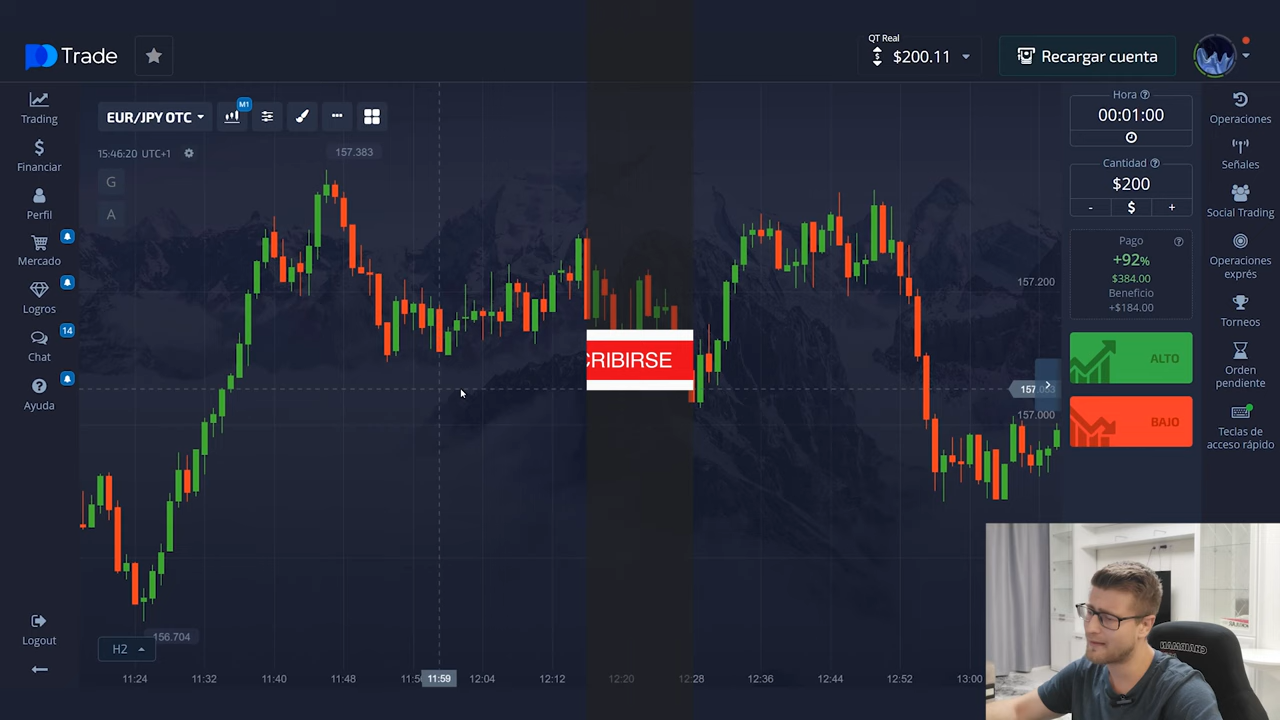 Trade
QT Real
$200.11
Recargar cuenta
Trading
Financiar
Perfil
Mercado
Logros
14
Chat
Ayuda
Logout
EUR/JPY OTC
M1
15:46:20 UTC+1
G
A
157.383
CRIBIRSE
157.200
157.000
156.704
H2
11:24
11:32
11:40
11:48
11:59
12:04
12:12
12:20
12:28
12:36
12:44
12:52
13:00
Hora
00:01:00
Cantidad
$200
- $ +
Pago
+92%
$384.00
Beneficio
+$184.00
ALTO
BAJO
Operaciones
Señales
Social Trading
Operaciones
exprés
Torneos
Orden
pendiente
Teclas de
acceso rápido